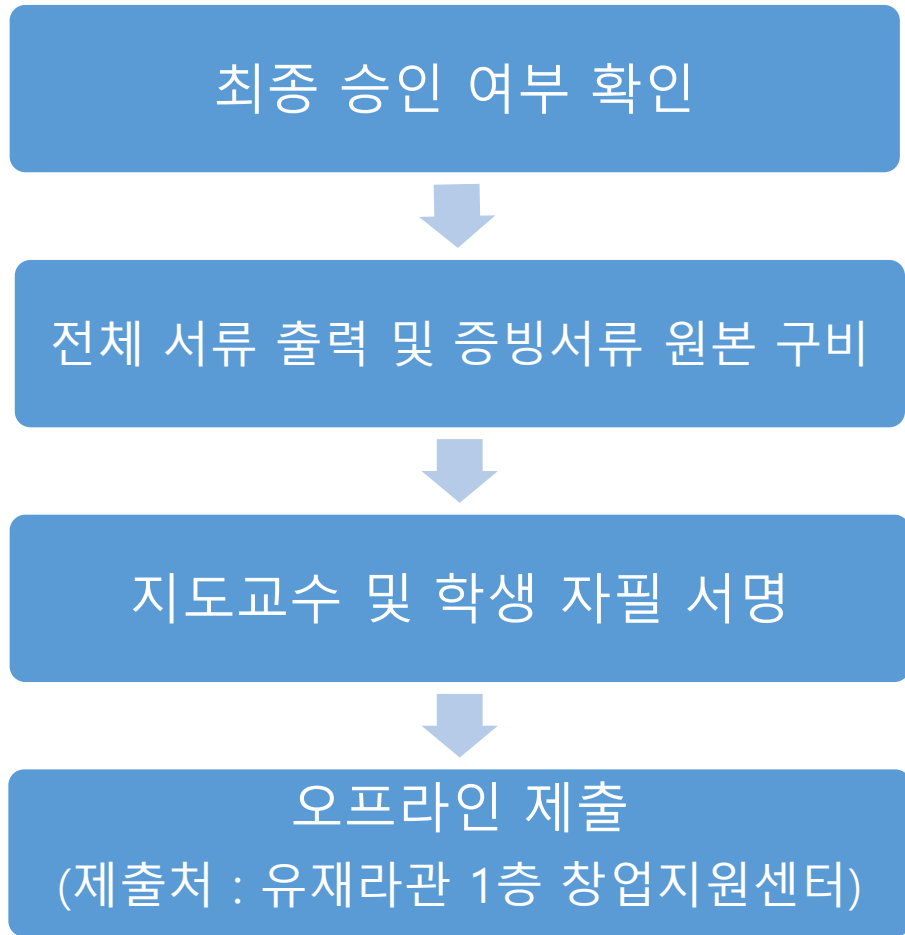 최종 승인 여부 확인
전체 서류 출력 및 증빙서류 원본 구비
지도교수 및 학생 자필 서명
오프라인 제출
(제출처 : 유재라관 1층 창업지원센터)